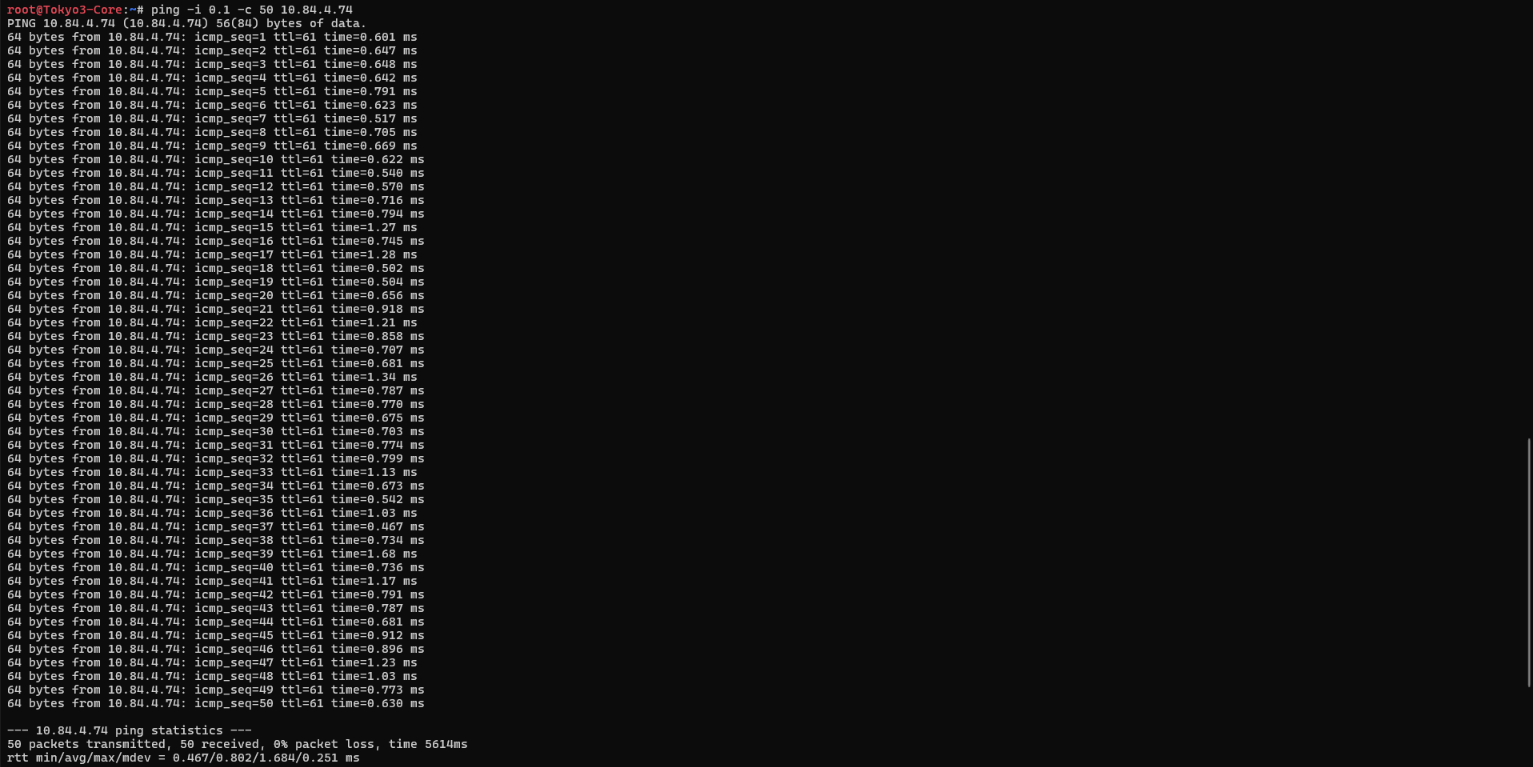 root@Tokyo3-Core:~# ping -i 0.1 -c 50 10.84.4.74
PING 10.84.4.74 (10.84.4.74) 56(84) bytes of data.
64 bytes from 10.84.4.74: icmp_seq=1 ttl=61 time=0.601 ms
64 bytes from 10.84.4.74: icmp_seq=2 ttl=61 time=0.647 ms
64 bytes from 10.84.4.74: icmp_seq=3 ttl=61 time=0.648 ms
64 bytes from 10.84.4.74: icmp_seq=4 ttl=61 time=0.642 ms
64 bytes from 10.84.4.74: icmp_seq=5 ttl=61 time=0.791 ms
64 bytes from 10.84.4.74: icmp_seq=6 ttl=61 time=0.623 ms
64 bytes from 10.84.4.74: icmp_seq=7 ttl=61 time=0.517 ms
64 bytes from 10.84.4.74: icmp_seq=8 ttl=61 time=0.705 ms
64 bytes from 10.84.4.74: icmp_seq=9 ttl=61 time=0.669 ms
64 bytes from 10.84.4.74: icmp_seq=10 ttl=61 time=0.622 ms
64 bytes from 10.84.4.74: icmp_seq=11 ttl=61 time=0.540 ms
64 bytes from 10.84.4.74: icmp_seq=12 ttl=61 time=0.570 ms
64 bytes from 10.84.4.74: icmp_seq=13 ttl=61 time=0.716 ms
64 bytes from 10.84.4.74: icmp_seq=14 ttl=61 time=0.794 ms
64 bytes from 10.84.4.74: icmp_seq=15 ttl=61 time=1.27 ms
64 bytes from 10.84.4.74: icmp_seq=16 ttl=61 time=0.745 ms
64 bytes from 10.84.4.74: icmp_seq=17 ttl=61 time=1.28 ms
64 bytes from 10.84.4.74: icmp_seq=18 ttl=61 time=0.502 ms
64 bytes from 10.84.4.74: icmp_seq=19 ttl=61 time=0.504 ms
64 bytes from 10.84.4.74: icmp_seq=20 ttl=61 time=0.656 ms
64 bytes from 10.84.4.74: icmp_seq=21 ttl=61 time=0.918 ms
64 bytes from 10.84.4.74: icmp_seq=22 ttl=61 time=1.21 ms
64 bytes from 10.84.4.74: icmp_seq=23 ttl=61 time=0.858 ms
64 bytes from 10.84.4.74: icmp_seq=24 ttl=61 time=0.707 ms
64 bytes from 10.84.4.74: icmp_seq=25 ttl=61 time=0.681 ms
64 bytes from 10.84.4.74: icmp_seq=26 ttl=61 time=1.34 ms
64 bytes from 10.84.4.74: icmp_seq=27 ttl=61 time=0.787 ms
64 bytes from 10.84.4.74: icmp_seq=28 ttl=61 time=0.770 ms
64 bytes from 10.84.4.74: icmp_seq=29 ttl=61 time=0.675 ms
64 bytes from 10.84.4.74: icmp_seq=30 ttl=61 time=0.703 ms
64 bytes from 10.84.4.74: icmp_seq=31 ttl=61 time=0.774 ms
64 bytes from 10.84.4.74: icmp_seq=32 ttl=61 time=0.799 ms
64 bytes from 10.84.4.74: icmp_seq=33 ttl=61 time=1.13 ms
64 bytes from 10.84.4.74: icmp_seq=34 ttl=61 time=0.673 ms
64 bytes from 10.84.4.74: icmp_seq=35 ttl=61 time=0.542 ms
64 bytes from 10.84.4.74: icmp_seq=36 ttl=61 time=1.03 ms
64 bytes from 10.84.4.74: icmp_seq=37 ttl=61 time=0.467 ms
64 bytes from 10.84.4.74: icmp_seq=38 ttl=61 time=0.734 ms
64 bytes from 10.84.4.74: icmp_seq=39 ttl=61 time=1.68 ms
64 bytes from 10.84.4.74: icmp_seq=40 ttl=61 time=0.736 ms
64 bytes from 10.84.4.74: icmp_seq=41 ttl=61 time=1.17 ms
64 bytes from 10.84.4.74: icmp_seq=42 ttl=61 time=0.791 ms
64 bytes from 10.84.4.74: icmp_seq=43 ttl=61 time=0.787 ms
64 bytes from 10.84.4.74: icmp_seq=44 ttl=61 time=0.681 ms
64 bytes from 10.84.4.74: icmp_seq=45 ttl=61 time=0.912 ms
64 bytes from 10.84.4.74: icmp_seq=46 ttl=61 time=0.896 ms
64 bytes from 10.84.4.74: icmp_seq=47 ttl=61 time=1.23 ms
64 bytes from 10.84.4.74: icmp_seq=48 ttl=61 time=1.03 ms
64 bytes from 10.84.4.74: icmp_seq=49 ttl=61 time=0.773 ms
64 bytes from 10.84.4.74: icmp_seq=50 ttl=61 time=0.630 ms
--- 10.84.4.74 ping statistics ---
50 packets transmitted, 50 received, 0% packet loss, time 5614ms
rtt min/avg/max/mdev = 0.467/0.802/1.684/0.251 ms